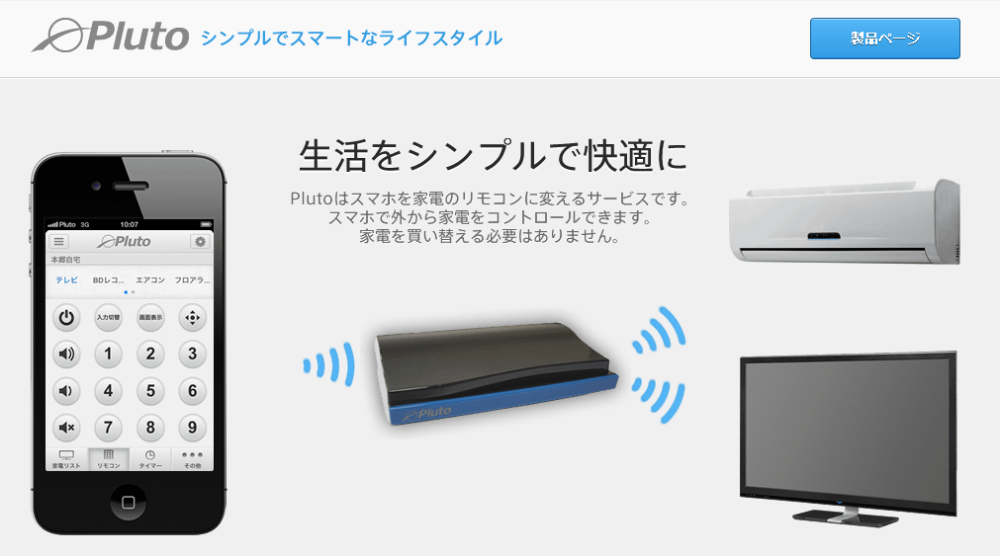 Pluto シンプルでスマートなライフスタイル
製品ページ
生活をシンプルで快適に
Plutoはスマホを家電のリモコンに変えるサービスです。
スマホで外から家電をコントロールできます。
家電を買い替える必要はありません。
Pluto 3G 10:07
Pluto
本郷自宅
テレビ BDレコ... エアコン フロアラ...
入力切替 画面表示
1 2 3
4 5 6
7 8 9
家電リスト リモコン タイマー その他
Pluto